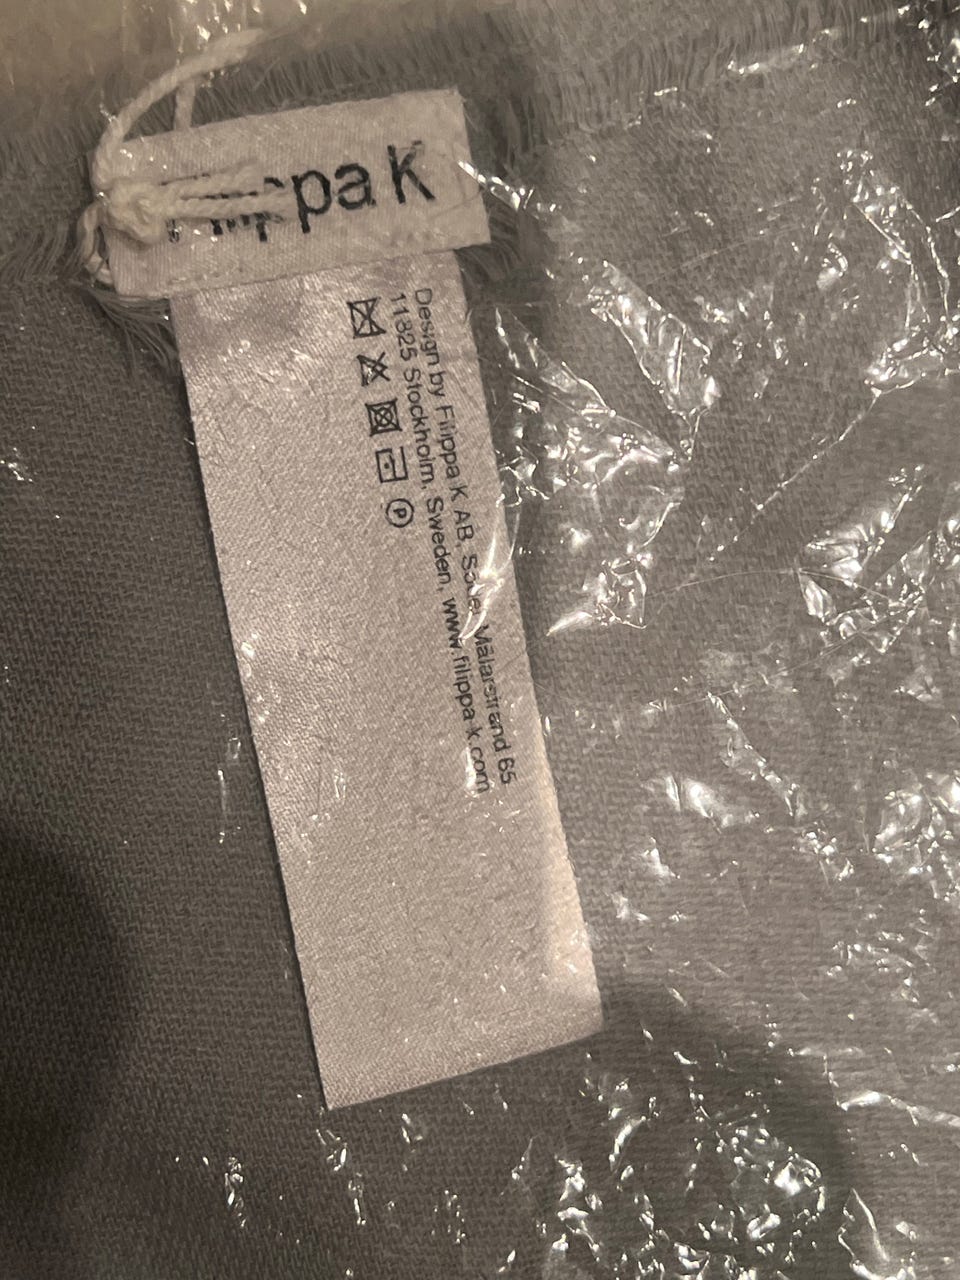 Filippa K
Design by Filippa K AB, Söder Mälarstrand 65
11825 Stockholm, Sweden, www.filippa-k.com
P